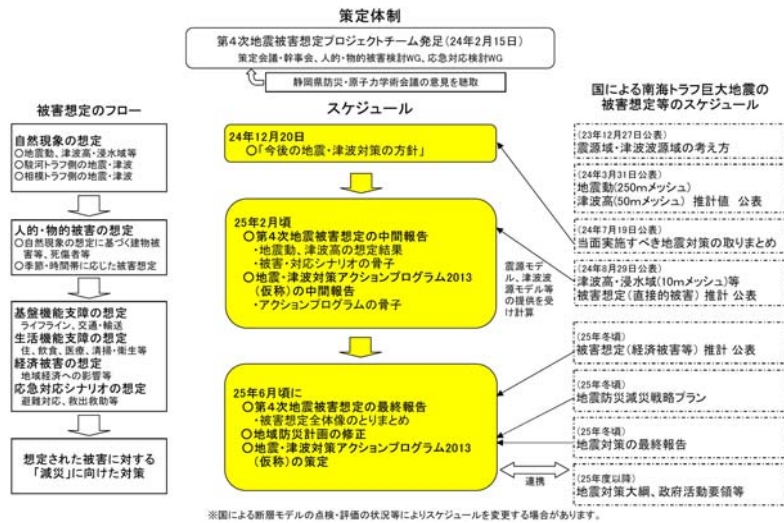 策定体制
第4次地震被害想定プロジェクトチーム発足(24年2月15日)
策定会議・幹事会、人的・物的被害検討WG、応急対応検討WG
静岡県防災・原子力学術会議の意見を聴取
被害想定のフロー
自然現象の想定
○地震動、津波高・浸水域等
○駿河トラフ側の地震・津波
○相模トラフ側の地震・津波
人的・物的被害の想定
○自然現象の想定に基づく建物被
害等、死傷者等
○季節・時間帯に応じた被害想定
基盤機能支障の想定
ライフライン、交通・輸送
生活機能支障の想定
住、飲食、医療、清掃・衛生等
経済被害の想定
地域経済への影響等
応急対応シナリオの想定
避難対応、救出救助等
想定された被害に対する
「減災」に向けた対策
スケジュール
24年12月20日
○「今後の地震・津波対策の方針」
25年2月頃
○第4次地震被害想定の中間報告
・地震動、津波高の想定結果
・被害・対応シナリオの骨子
○地震・津波対策アクションプログラム2013
(仮称)の中間報告
・アクションプログラムの骨子
25年6月頃に
○第4次地震被害想定の最終報告
・被害想定全体像のとりまとめ
○地域防災計画の修正
○地震・津波対策アクションプログラム2013
(仮称)の策定
震源モデ
ル、津波波
源モデル等
の提供を受
け計算
連携
国による南海トラフ巨大地震の
被害想定等のスケジュール
(23年12月27日公表)
震源域・津波波源域の考え方
(24年3月31日公表)
地震動(250mメッシュ)
津波高(50mメッシュ) 推計値 公表
(24年7月19日公表)
当面実施すべき地震対策の取りまとめ
(24年8月29日公表)
津波高・浸水域(10mメッシュ)等
被害想定(直接的被害) 推計 公表
(25年冬頃)
被害想定(経済被害等) 推計 公表
(25年冬頃)
地震防災減災戦略プラン
(25年冬頃)
地震対策の最終報告
(25年度以降)
地震対策大綱、政府活動要領等
※国による断層モデルの点検・評価の状況等によりスケジュールを変更する場合があります。